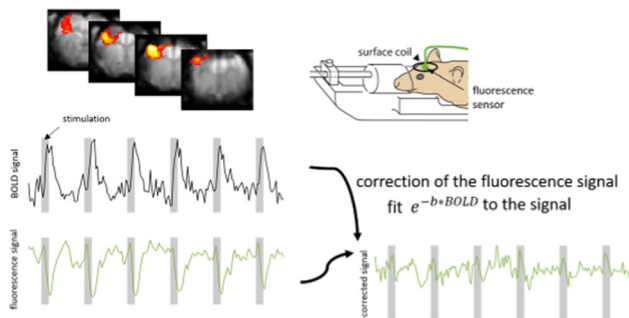 surface coil
fluorescence
sensor
stimulation
BOLD signal
correction of the fluorescence signal
fit e^{-b*BOLD} to the signal
fluorescence signal
corrected signal